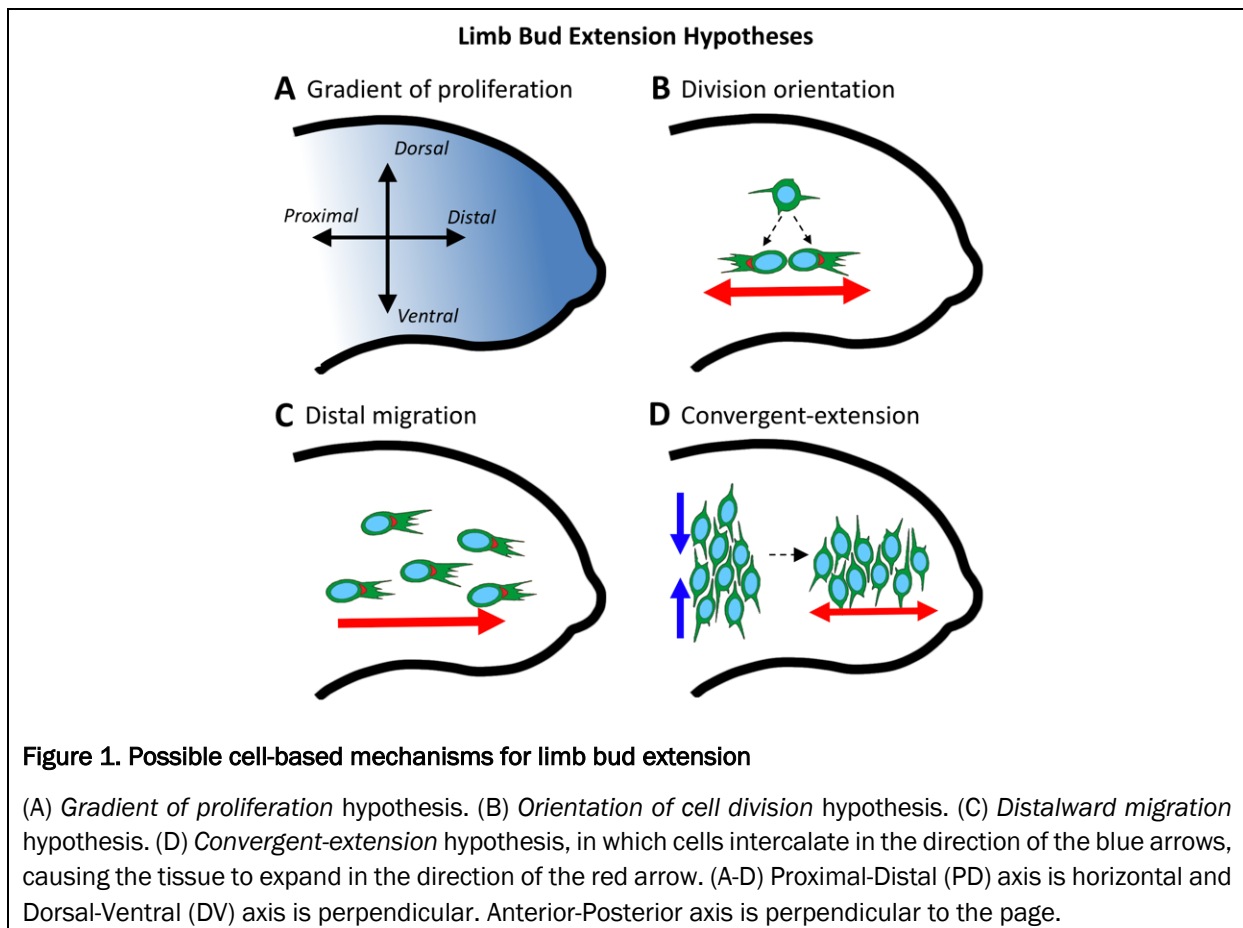 Limb Bud Extension Hypotheses
A Gradient of proliferation
B Division orientation
Dorsal
Proximal
Distal
Ventral
C Distal migration
D Convergent-extension
Figure 1. Possible cell-based mechanisms for limb bud extension
(A) Gradient of proliferation hypothesis. (B) Orientation of cell division hypothesis. (C) Distalward migration
hypothesis. (D) Convergent-extension hypothesis, in which cells intercalate in the direction of the blue arrows,
causing the tissue to expand in the direction of the red arrow. (A-D) Proximal-Distal (PD) axis is horizontal and
Dorsal-Ventral (DV) axis is perpendicular. Anterior-Posterior axis is perpendicular to the page.